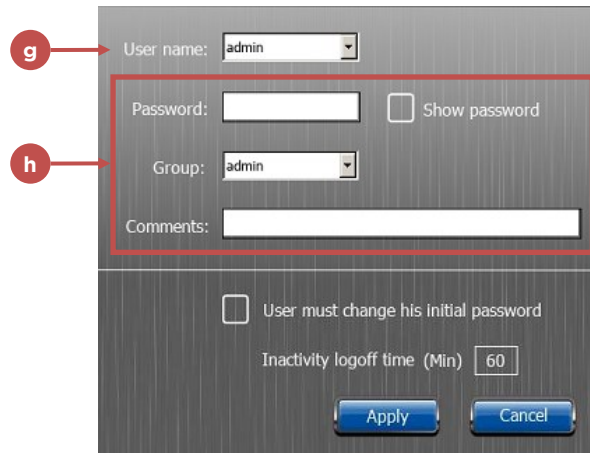 g User name: admin
Password: Show password
h Group: admin
Comments:
User must change his initial password
Inactivity logoff time (Min) 60
Apply Cancel